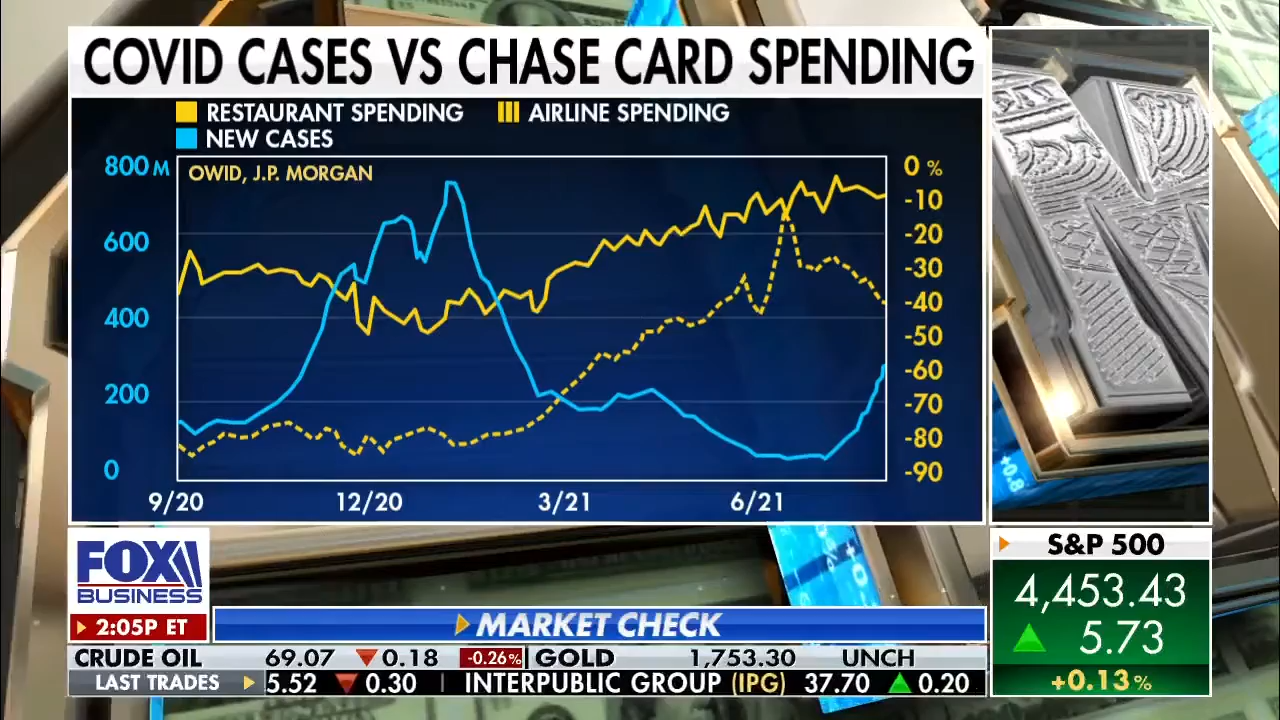 COVID CASES VS CHASE CARD SPENDING
RESTAURANT SPENDING
AIRLINE SPENDING
NEW CASES
OWID, J.P. MORGAN
800 M
600
400
200
0
0 %
-10
-20
-30
-40
-50
-60
-70
-80
-90
9/20
12/20
3/21
6/21
+0.8
FOX
BUSINESS
2:05P ET
MARKET CHECK
S&P 500
4,453.43
5.73
+0.13%
CRUDE OIL 69.07 0.18 -0.26% GOLD 1,753.30 UNCH
LAST TRADES 5.52 0.30 INTERPUBLIC GROUP (IPG) 37.70 0.20